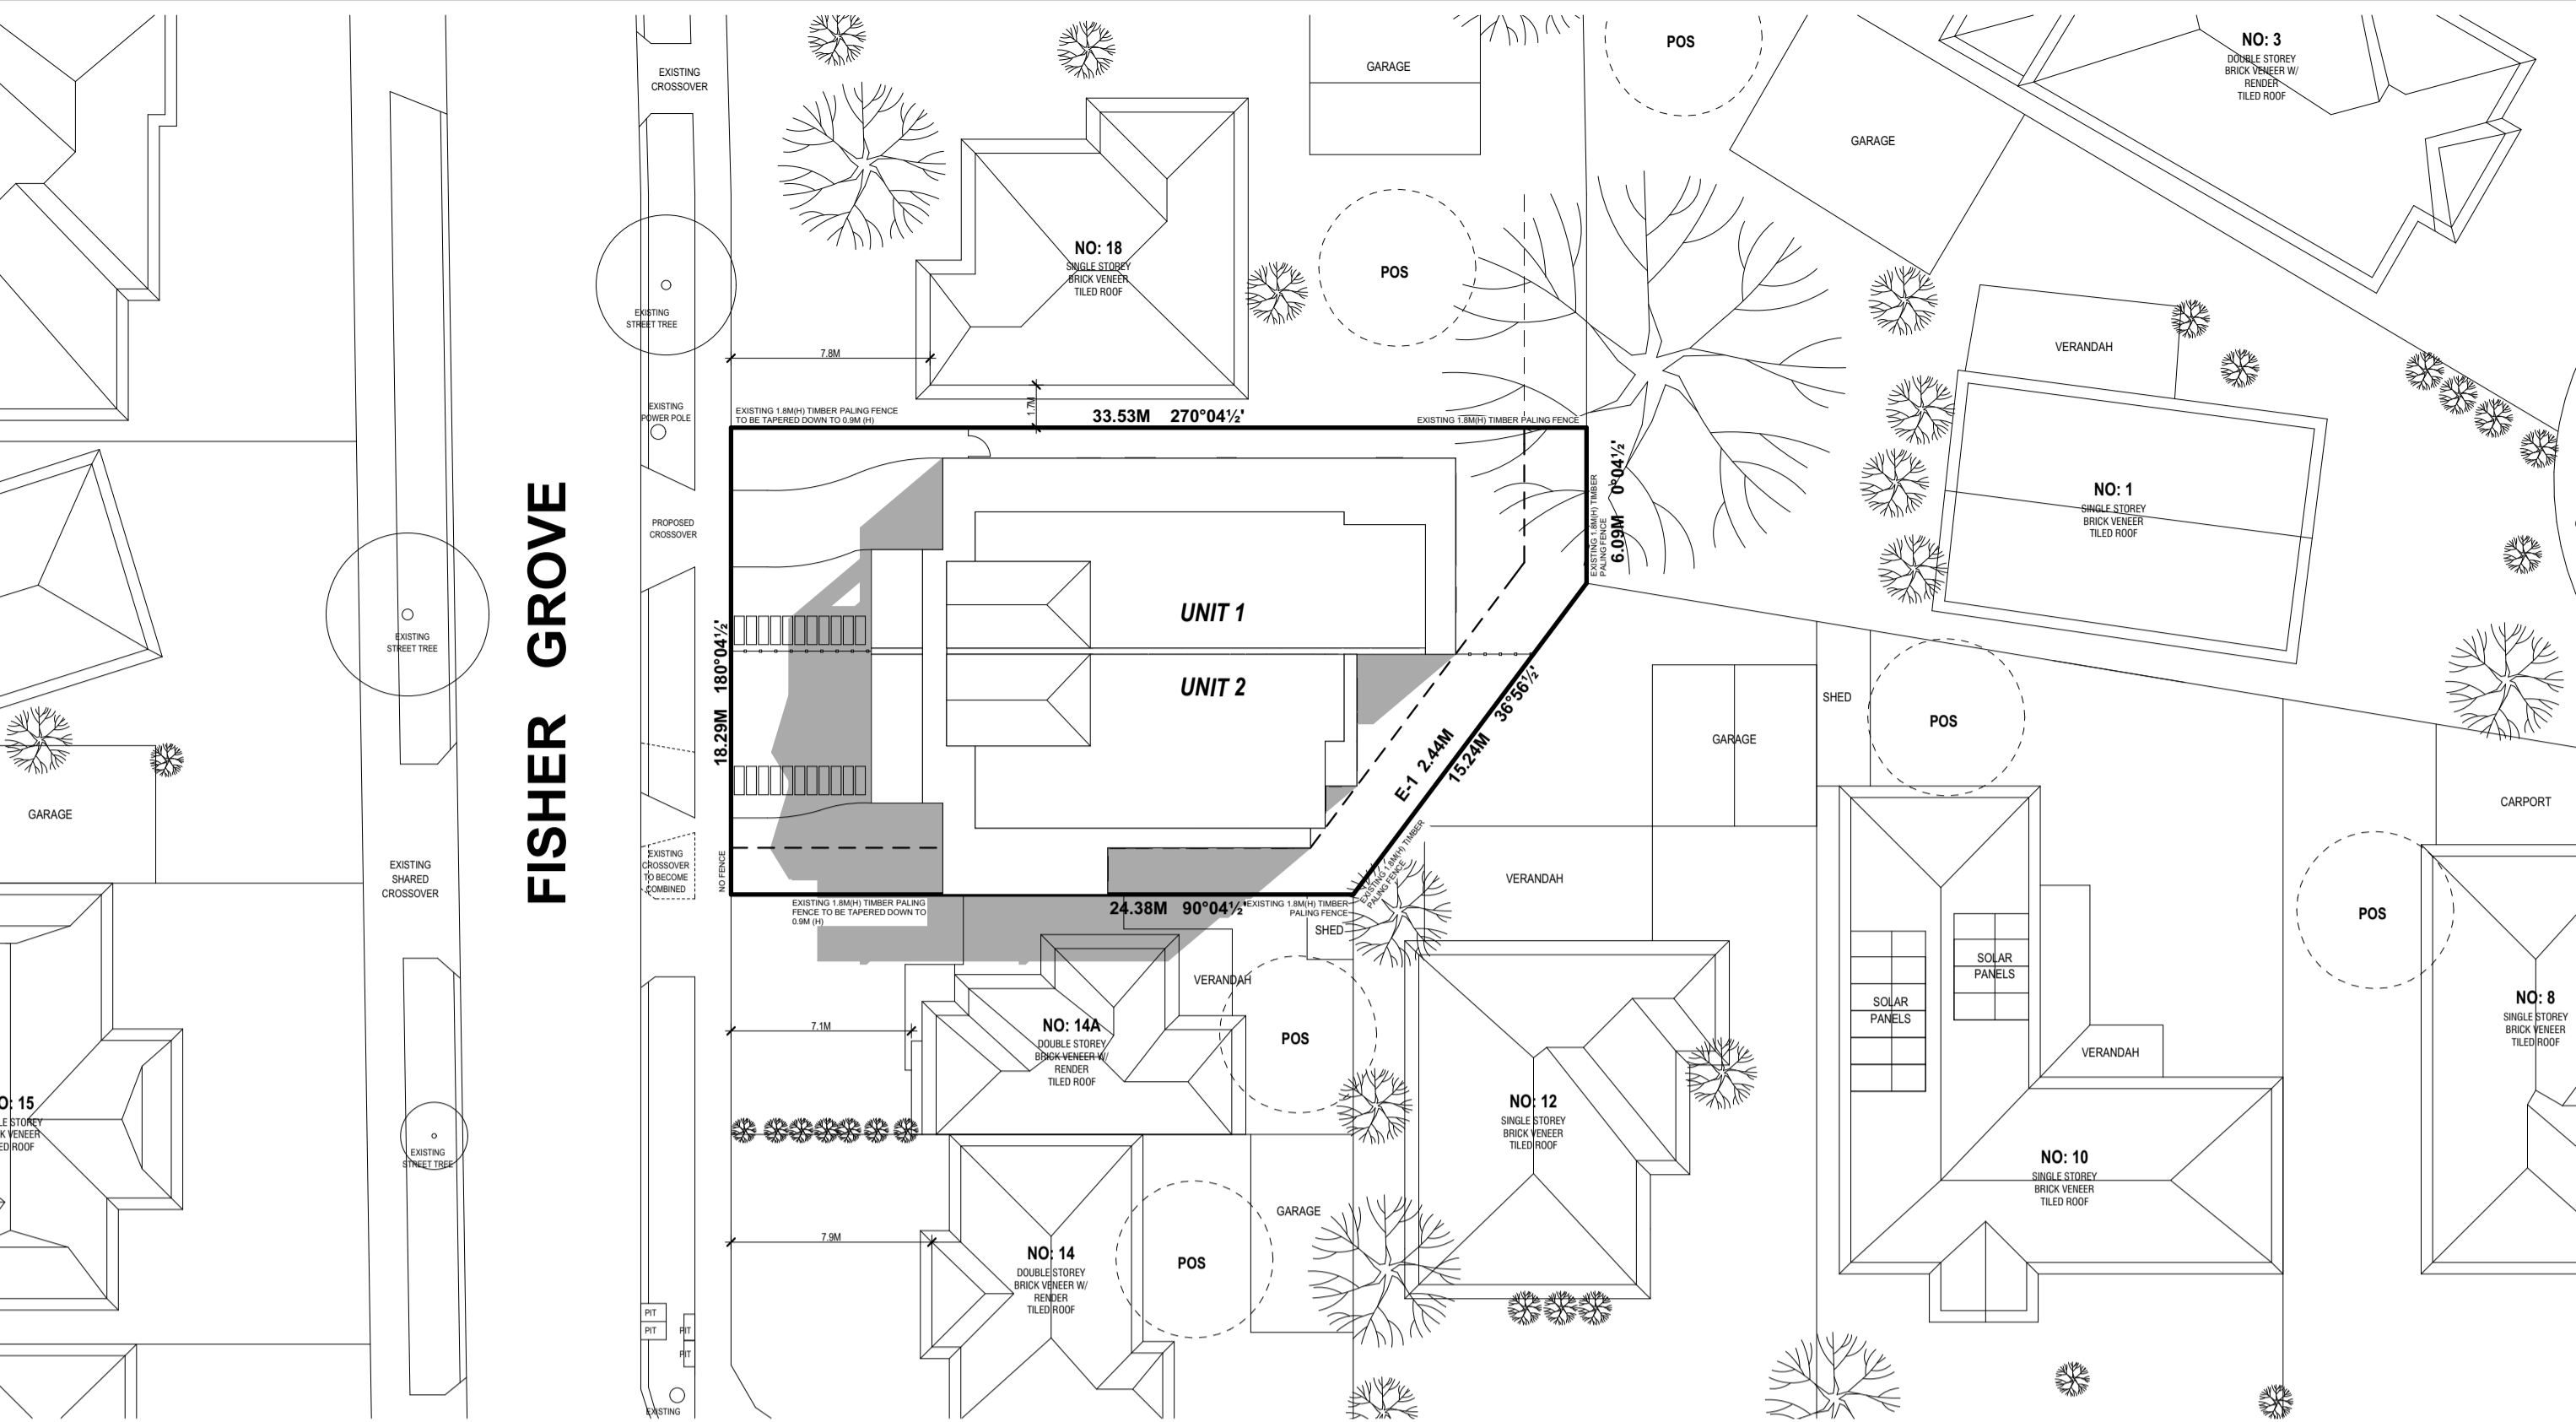 EXISTING
CROSSOVER
GARAGE
POS
NO: 3
DOUBLE STOREY
BRICK VENEER W/
RENDER
TILED ROOF
GARAGE
NO: 18
SINGLE STOREY
BRICK VENEER
TILED ROOF
POS
EXISTING
STREET TREE
7.8M
1.7M
VERANDAH
EXISTING
POWER POLE
EXISTING 1.8M(H) TIMBER PALING FENCE
TO BE TAPERED DOWN TO 0.9M (H)
33.53M 270°04½'
EXISTING 1.8M(H) TIMBER PALING FENCE
EXISTING 1.8M(H) TIMBER
PALING FENCE
6.09M 0°04½'
NO: 1
SINGLE STOREY
BRICK VENEER
TILED ROOF
FISHER GROVE
PROPOSED
CROSSOVER
EXISTING
STREET TREE
18.29M 180°04½'
UNIT 1
UNIT 2
E-1 2.44M
15.24M 36°56½'
GARAGE
SHED
POS
GARAGE
CARPORT
EXISTING
SHARED
CROSSOVER
EXISTING
CROSSOVER
TO BECOME
COMBINED
NO FENCE
EXISTING 1.8M(H) TIMBER
PALING FENCE
VERANDAH
EXISTING 1.8M(H) TIMBER PALING
FENCE TO BE TAPERED DOWN TO
0.9M (H)
24.38M 90°04½'
EXISTING 1.8M(H) TIMBER
PALING FENCE
SHED
POS
VERANDAH
SOLAR
PANELS
SOLAR
PANELS
7.1M
NO: 14A
DOUBLE STOREY
BRICK VENEER W/
RENDER
TILED ROOF
POS
VERANDAH
NO: 8
SINGLE STOREY
BRICK VENEER
TILED ROOF
O: 15
LE STOREY
K VENEER
ED ROOF
EXISTING
STREET TREE
NO: 12
SINGLE STOREY
BRICK VENEER
TILED ROOF
NO: 10
SINGLE STOREY
BRICK VENEER
TILED ROOF
7.9M
NO: 14
DOUBLE STOREY
BRICK VENEER W/
RENDER
TILED ROOF
POS
GARAGE
PIT
PIT
PIT
PIT
EXISTING